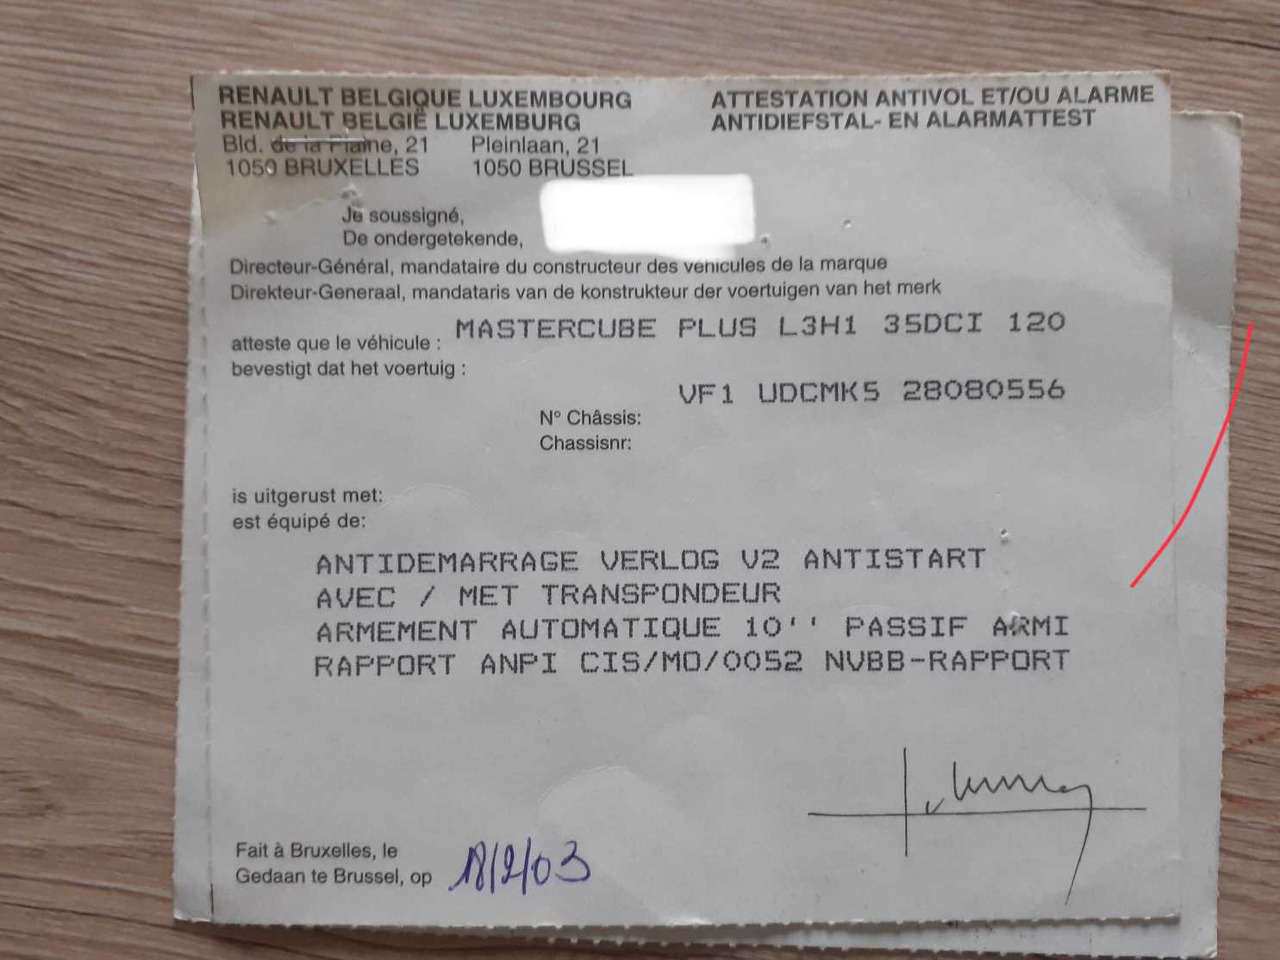 RENAULT BELGIQUE LUXEMBOURG
RENAULT BELGIË LUXEMBURG
Bld. de la Plaine, 21 Pleinlaan, 21
1050 BRUXELLES 1050 BRUSSEL
ATTESTATION ANTIVOL ET/OU ALARME
ANTIDIEFSTAL- EN ALARMATTEST
Je soussigné,
De ondergetekende,
Directeur-Général, mandataire du constructeur des véhicules de la marque
Direkteur-Generaal, mandataris van de konstrukteur der voertuigen van het merk
MASTERCUBE PLUS L3H1 35DCI 120
atteste que le véhicule :
bevestigt dat het voertuig :
VF1 UDCMK5 28080556
N° Châssis:
Chassisnr:
is uitgerust met:
est équipé de:
ANTIDEMARRAGE VERLOG V2 ANTISTART
AVEC / MET TRANSPONDEUR
ARMEMENT AUTOMATIQUE 10'' PASSIF ARMI
RAPPORT ANPI CIS/MO/0052 NVBB-RAPPORT
Fait à Bruxelles, le
Gedaan te Brussel, op 18/2/03